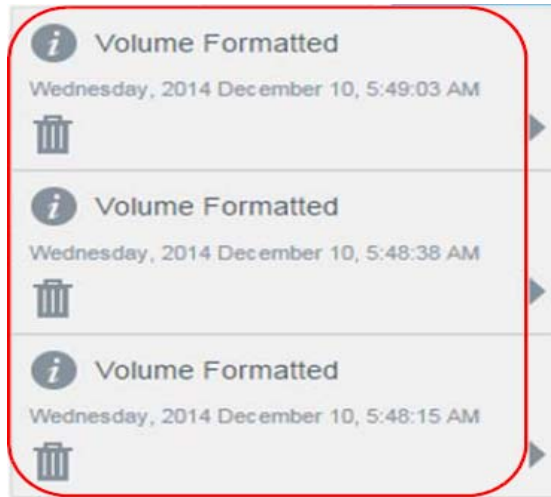 Volume Formatted
Wednesday, 2014 December 10, 5:49:03 AM
Volume Formatted
Wednesday, 2014 December 10, 5:48:38 AM
Volume Formatted
Wednesday, 2014 December 10, 5:48:15 AM